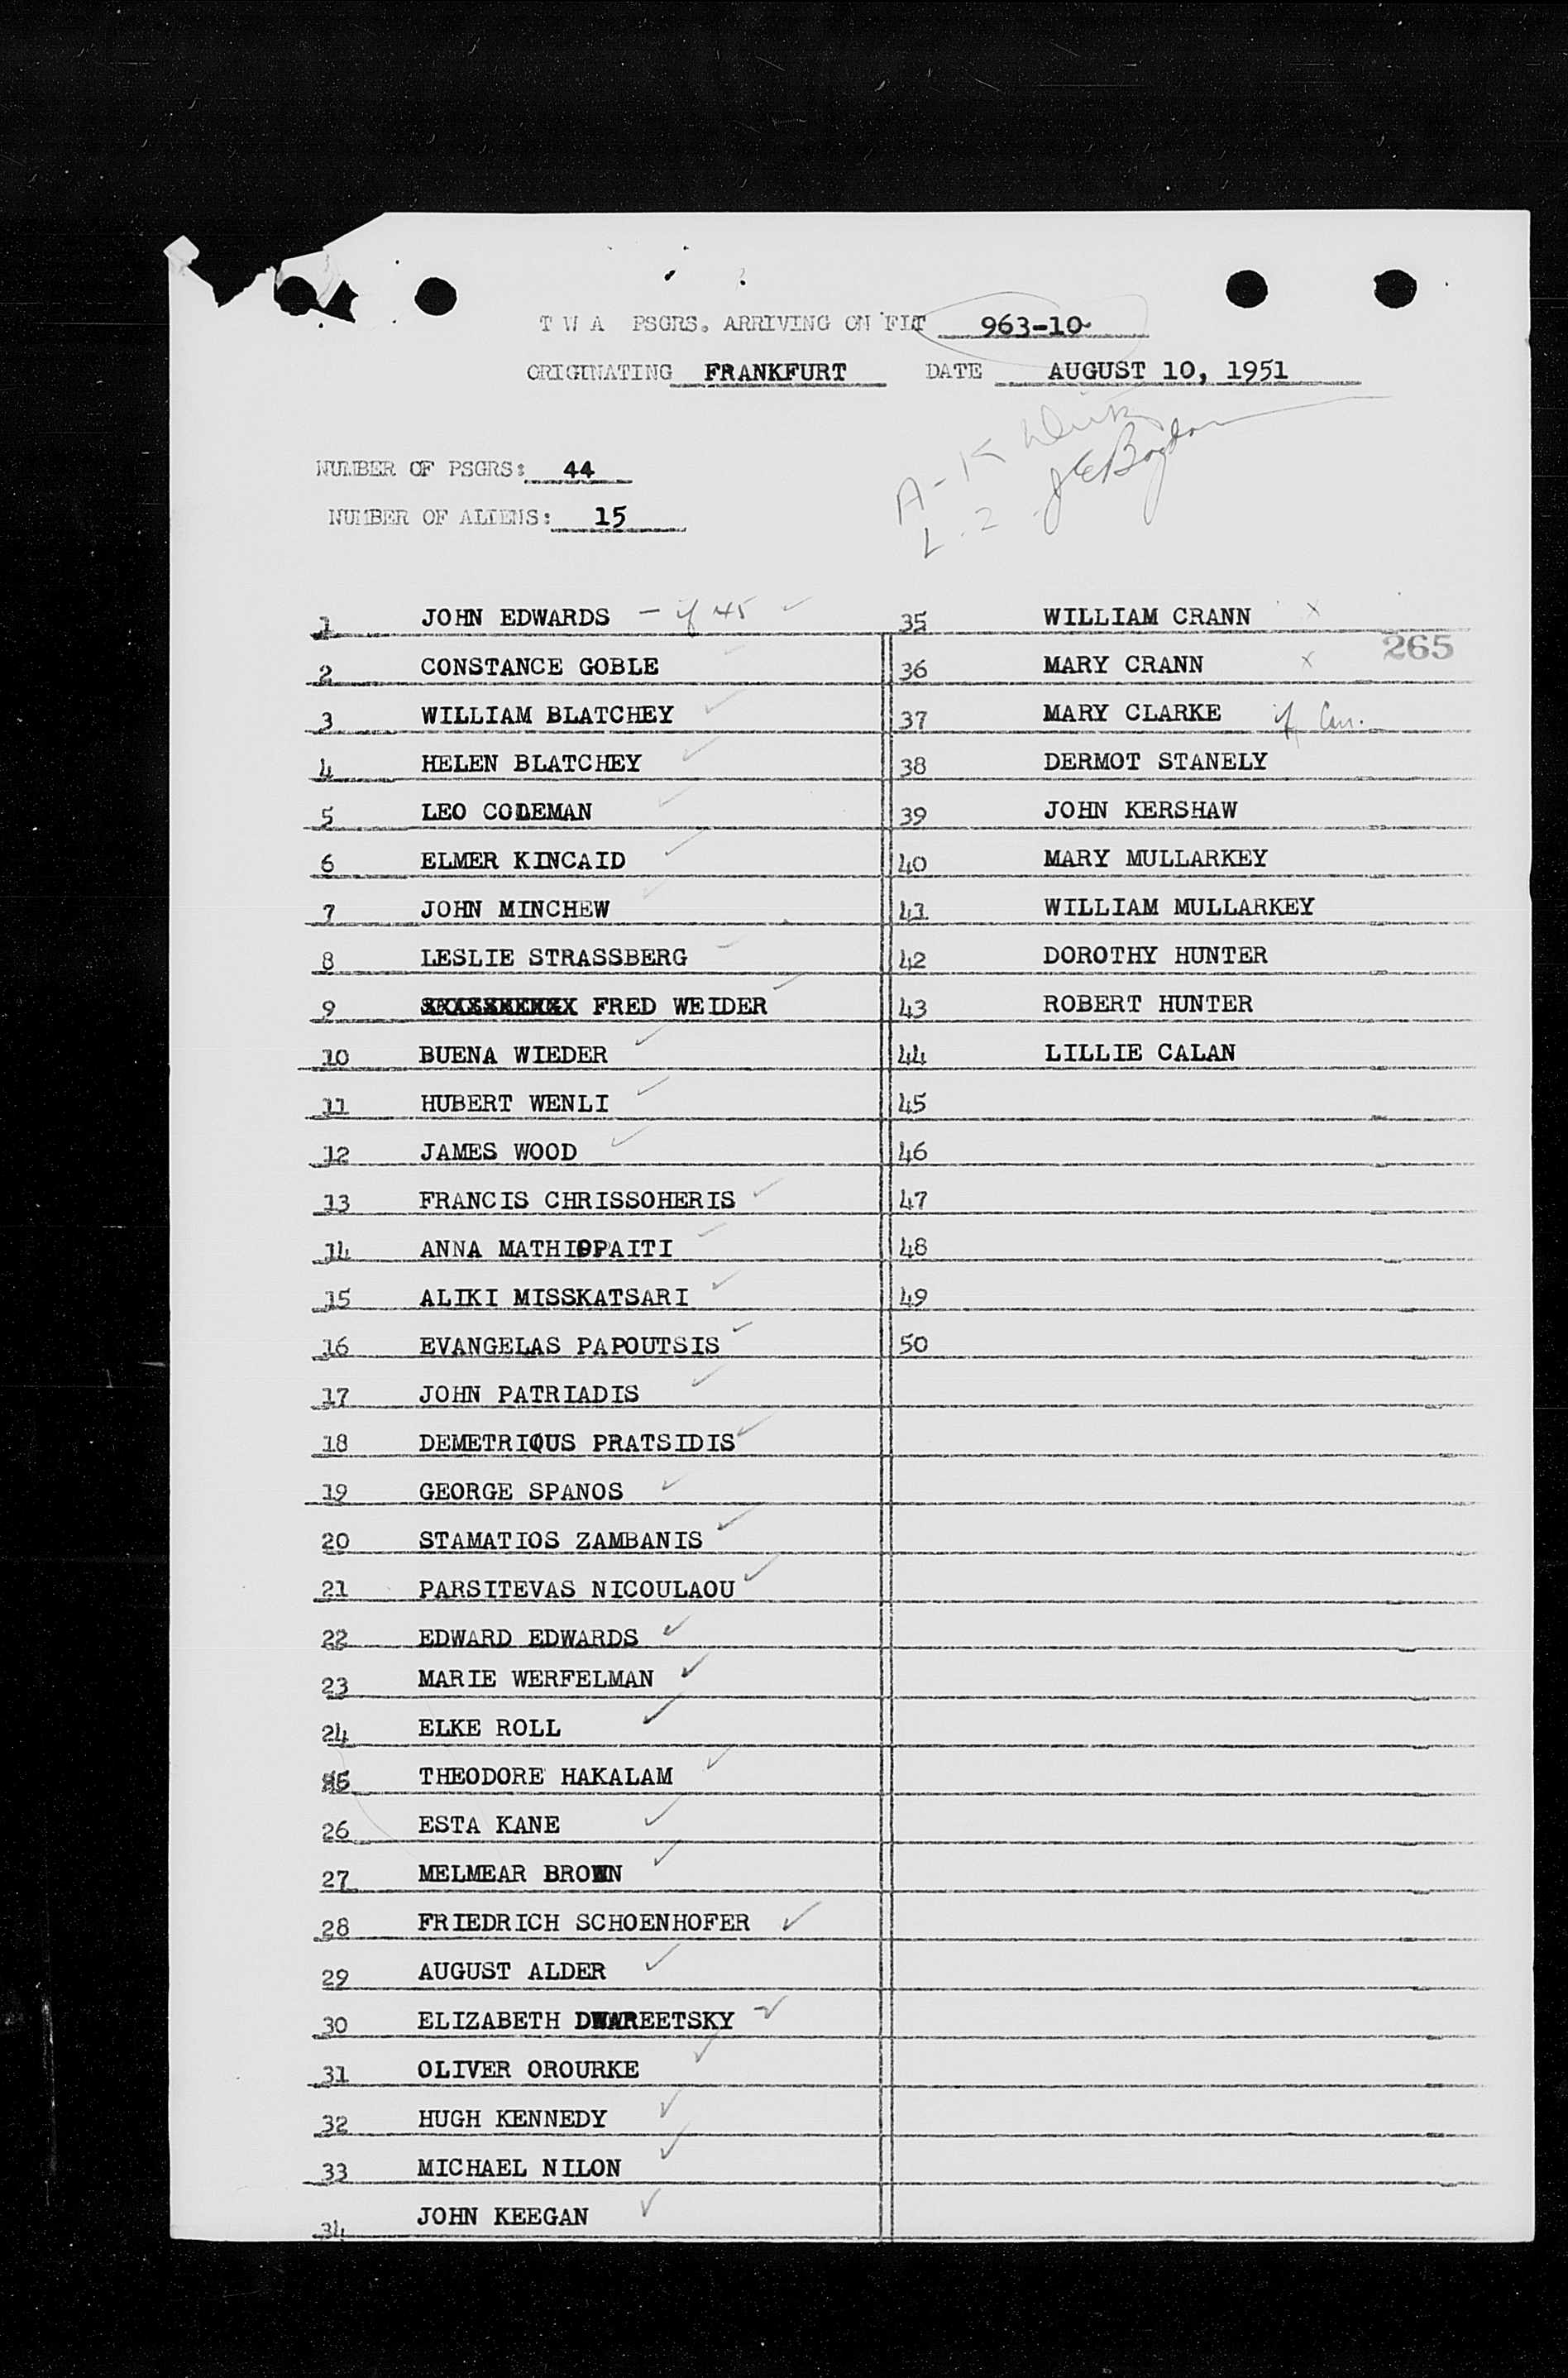 T W A PSGRS. ARRIVING ON FLT 963-10
ORIGINATING FRANKFURT DATE AUGUST 10, 1951
A - K
L - Z
NUMBER OF PSGRS: 44
NUMBER OF ALIENS: 15
265
1 JOHN EDWARDS
2 CONSTANCE GOBLE
3 WILLIAM BLATCHEY
4 HELEN BLATCHEY
5 LEO COLEMAN
6 ELMER KINCAID
7 JOHN MINCHEW
8 LESLIE STRASSBERG
9 FRED WEIDER
10 BUENA WIEDER
11 HUBERT WENLI
12 JAMES WOOD
13 FRANCIS CHRISSOHERIS
14 ANNA MATHIOPAITI
15 ALIKI MISSKATSARI
16 EVANGELAS PAPOUTSIS
17 JOHN PATRIADIS
18 DEMETRIOUS PRATSIDIS
19 GEORGE SPANOS
20 STAMATIOS ZAMBANIS
21 PARSITEVAS NICOULAOU
22 EDWARD EDWARDS
23 MARIE WERFELMAN
24 ELKE ROLL
25 THEODORE HAKALAM
26 ESTA KANE
27 MELMEAR BROWN
28 FRIEDRICH SCHOENHOFER
29 AUGUST ALDER
30 ELIZABETH DWAREETSKY
31 OLIVER OROURKE
32 HUGH KENNEDY
33 MICHAEL NILON
34 JOHN KEEGAN
35 WILLIAM CRANN x
36 MARY CRANN x
37 MARY CLARKE
38 DERMOT STANELY
39 JOHN KERSHAW
40 MARY MULLARKEY
41 WILLIAM MULLARKEY
42 DOROTHY HUNTER
43 ROBERT HUNTER
44 LILLIE CALAN
45
46
47
48
49
50